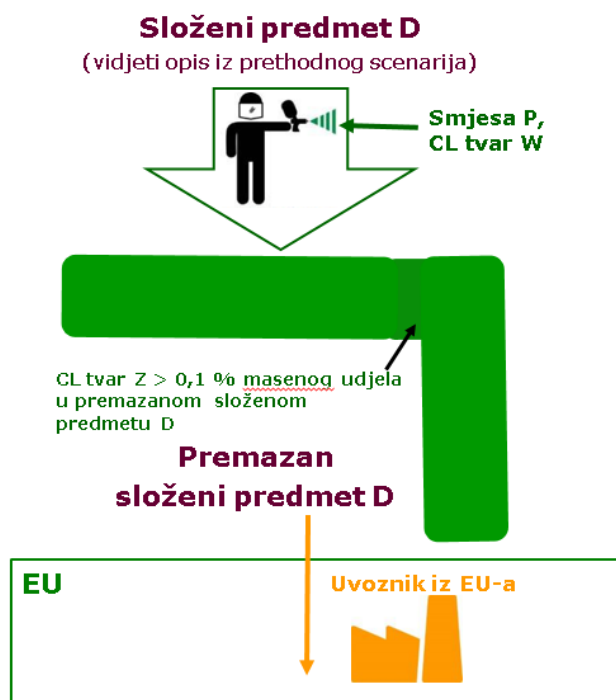 Složeni predmet D
(vidjeti opis iz prethodnog scenarija)
Smjesa P,
CL tvar W
CL tvar Z > 0,1 % masenog udjela
u premazanom složenom
predmetu D
Premazan
složeni predmet D
EU
Uvoznik iz EU-a